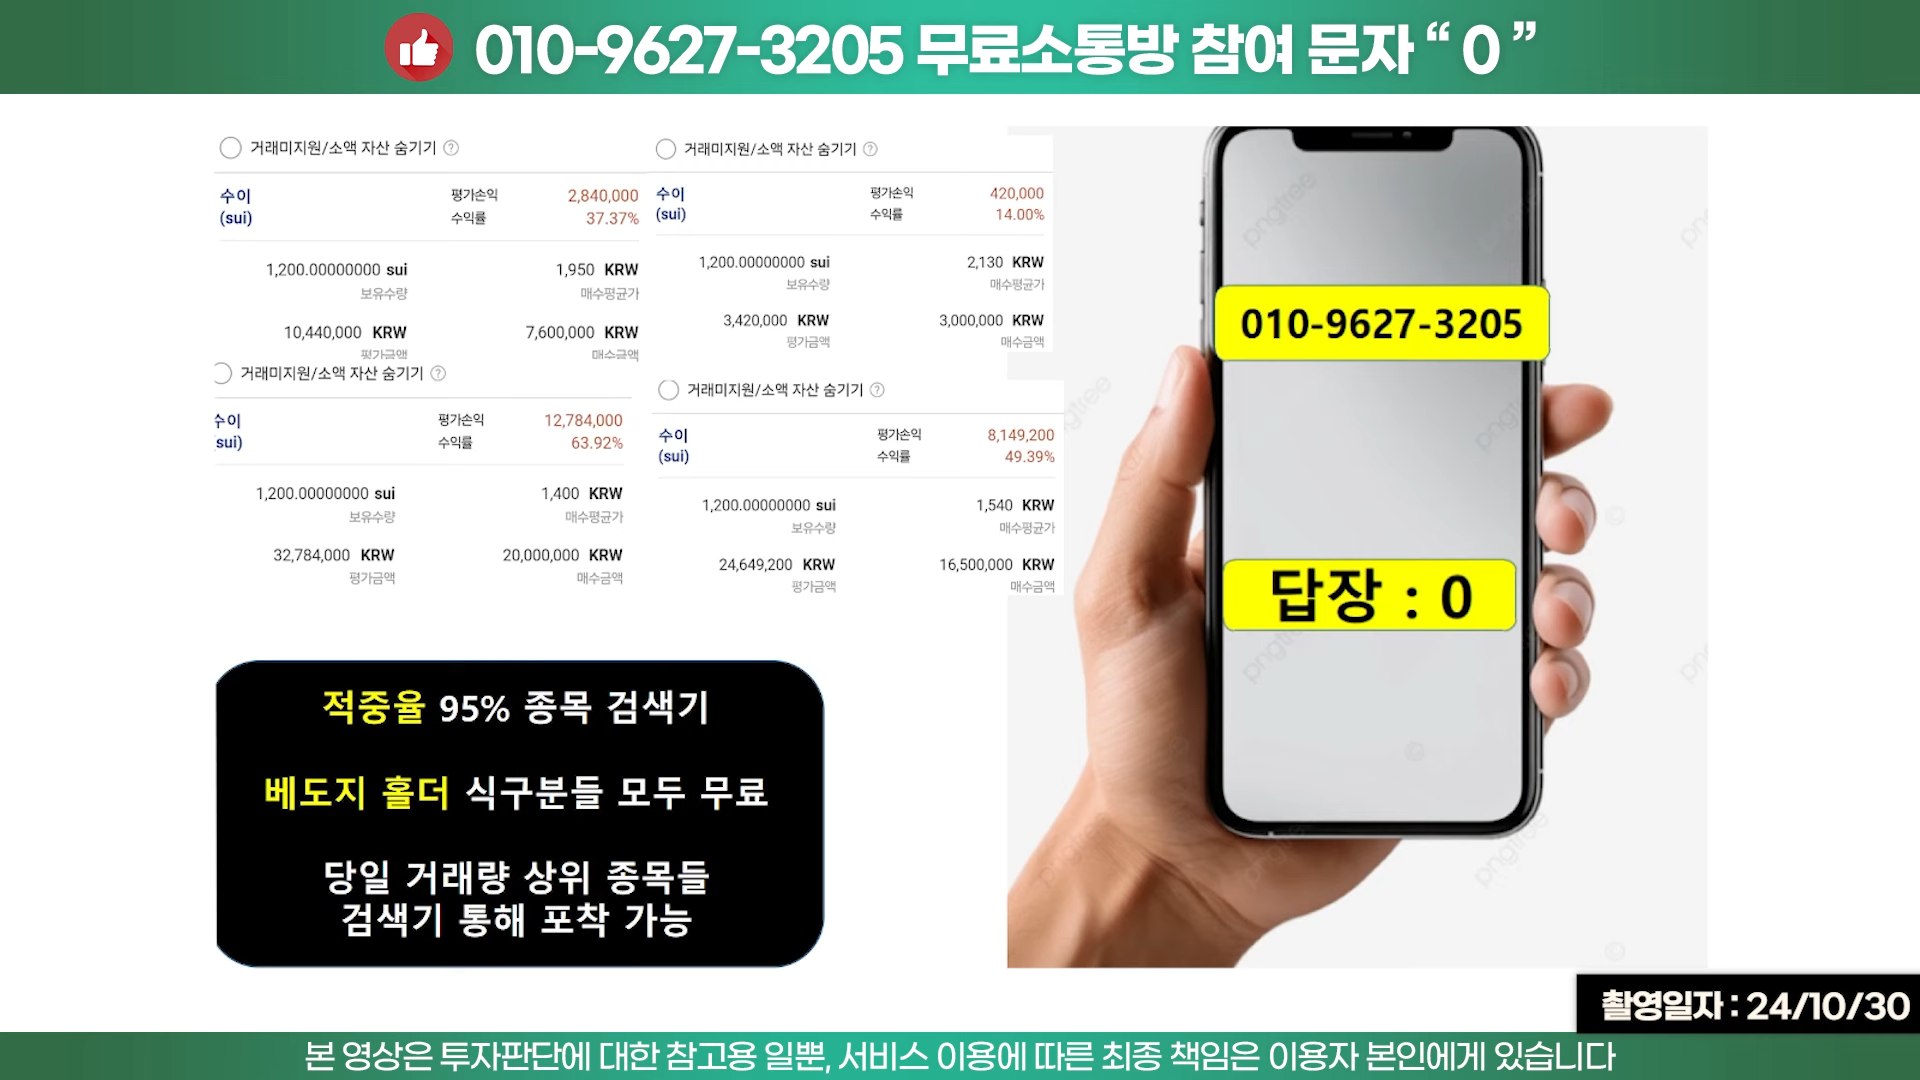 010-9627-3205 무료소통방 참여 문자 “ 0 ”
거래미지원/소액 자산 숨기기 ?
수이
(sui)
평가손익 2,840,000
수익률 37.37%
1,200.00000000 sui
보유수량
1,950 KRW
매수평균가
10,440,000 KRW
평가금액
7,600,000 KRW
매수금액
거래미지원/소액 자산 숨기기 ?
수이
(sui)
평가손익 420,000
수익률 14.00%
1,200.00000000 sui
보유수량
2,130 KRW
매수평균가
3,420,000 KRW
평가금액
3,000,000 KRW
매수금액
거래미지원/소액 자산 숨기기 ?
수이
(sui)
평가손익 12,784,000
수익률 63.92%
1,200.00000000 sui
보유수량
1,400 KRW
매수평균가
32,784,000 KRW
평가금액
20,000,000 KRW
매수금액
거래미지원/소액 자산 숨기기 ?
수이
(sui)
평가손익 8,149,200
수익률 49.39%
1,200.00000000 sui
보유수량
1,540 KRW
매수평균가
24,649,200 KRW
평가금액
16,500,000 KRW
매수금액
010-9627-3205
답장 : 0
적중율 95% 종목 검색기
베도지 홀더 식구분들 모두 무료
당일 거래량 상위 종목들
검색기 통해 포착 가능
pngtree
촬영일자 : 24/10/30
본 영상은 투자판단에 대한 참고용 일뿐, 서비스 이용에 따른 최종 책임은 이용자 본인에게 있습니다